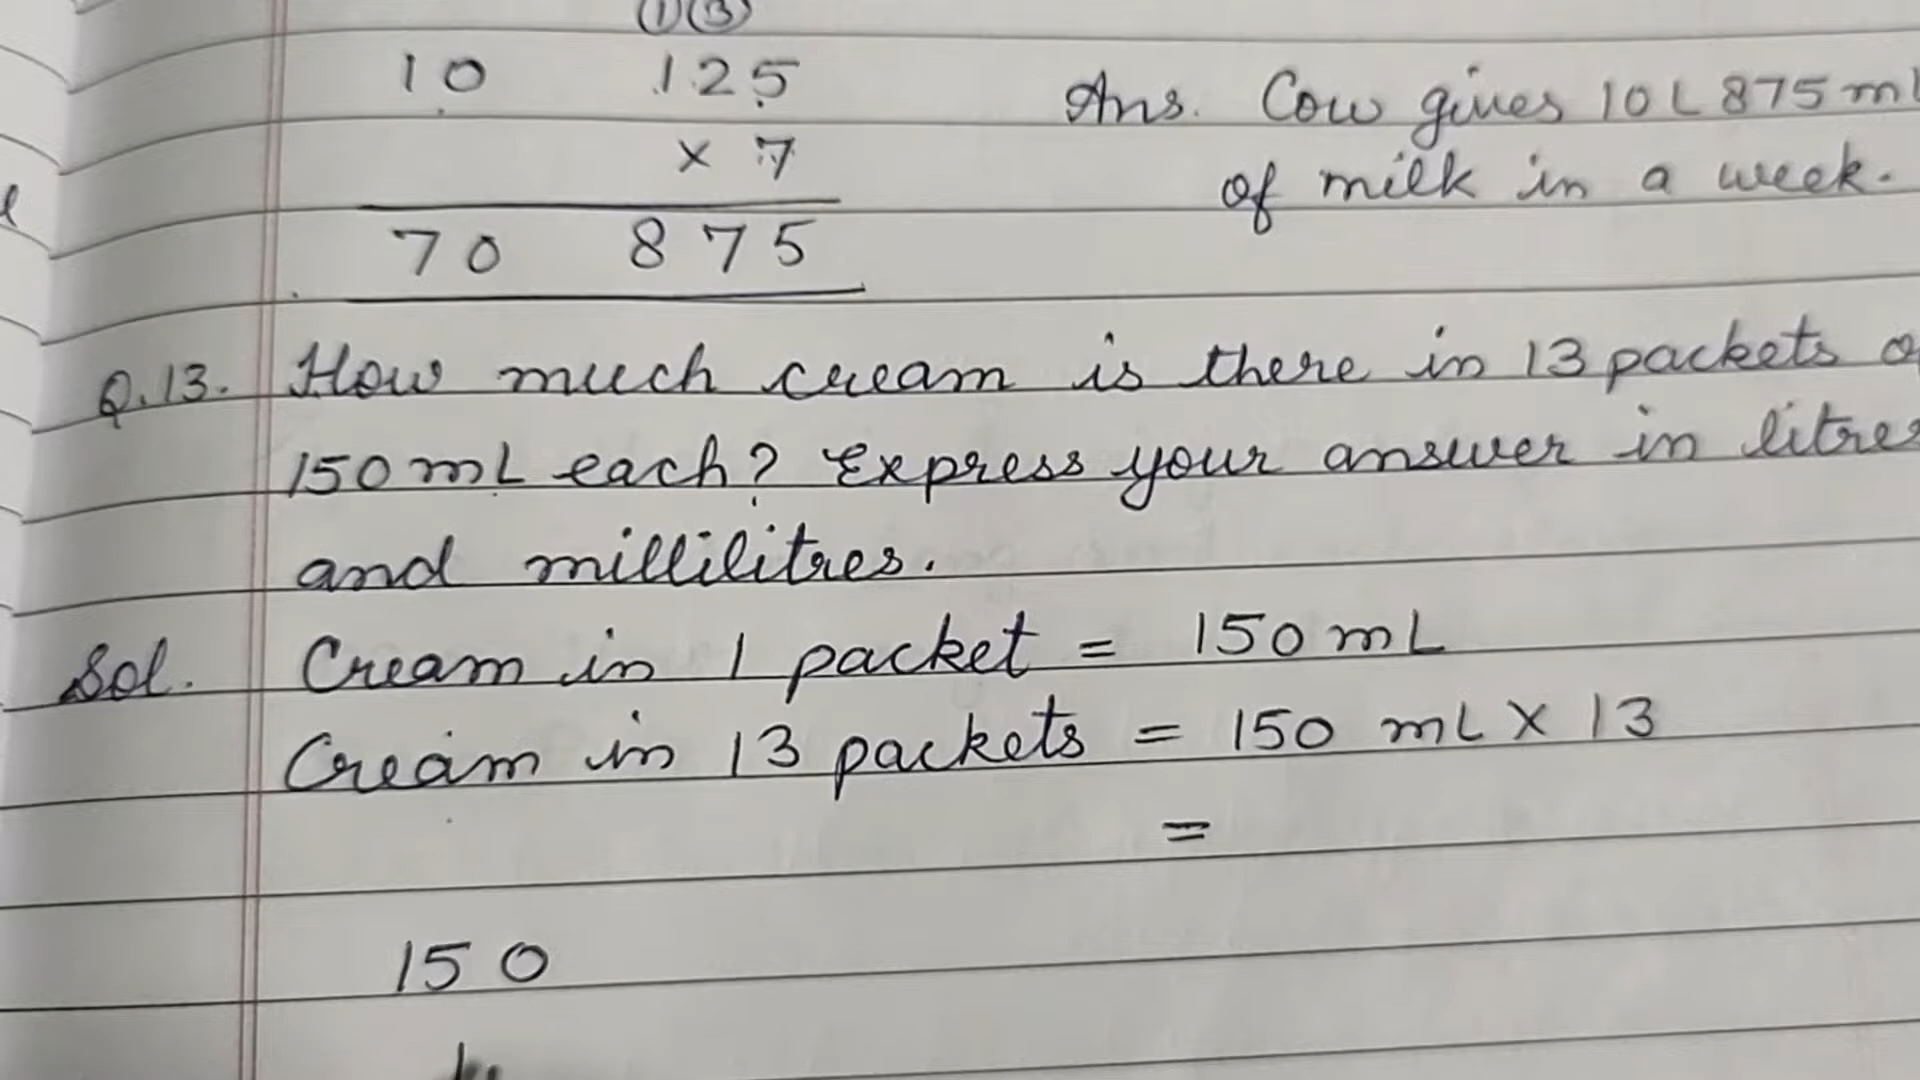 ① ③
10 125
× 7
70 875
Ans. Cow gives 10 L 875 ml
of milk in a week.
Q.13. How much cream is there in 13 packets
150 mL each? Express your answer in litres
and millilitres.
Sol. Cream in 1 packet = 150 mL
Cream in 13 packets = 150 mL × 13
=
150